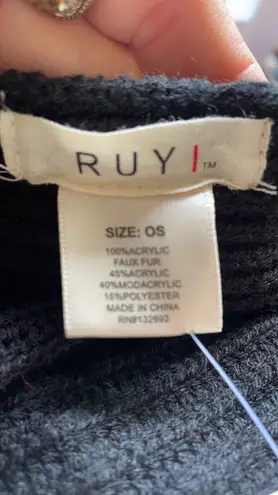 RUYI™
SIZE: OS
100%ACRYLIC
FAUX FUR:
45%ACRYLIC
40%MODACRYLIC
15%POLYESTER
MADE IN CHINA
RN#132692